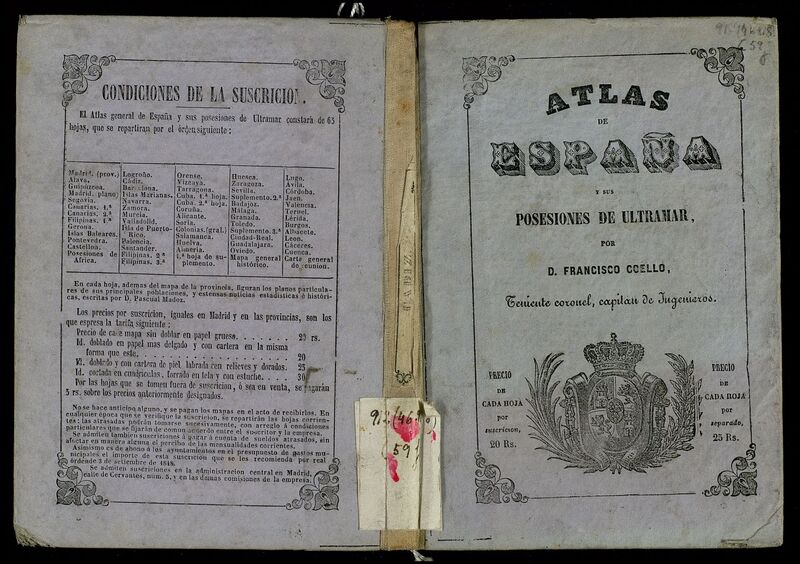 CONDICIONES DE LA SUSCRICION.
El Atlas general de España y sus posesiones de Ultramar constará de 65
hojas, que se repartiran por el órden siguiente:
Madrid. (prov.)
Alava.
Guipúzcoa.
Madrid. plano)
Segovia.
Canarias. 1.ª
Canarias. 2.ª
Filipinas 1.ª
Gerona.
Islas Baleares.
Pontevedra.
Castellon.
Posesiones de
Africa.
Logroño.
Cádiz.
Barcelona.
Islas Marianas.
Navarra.
Zamora.
Murcia.
Valladolid.
Isla de Puerto-
Rico.
Palencia.
Santander.
Filipinas. 2.ª
Filipinas. 3.ª
Orense.
Vizcaya.
Tarragona.
Cuba. 1.ª hoja.
Cuba. 2.ª hoja.
Coruña.
Alicante.
Soria.
Colonias.(gral.)
Salamanca.
Huelva.
Almeria.
1.ª hoja de su-
plemento.
Huesca.
Zaragoza.
Sevilla.
Suplemento.2.ª
Badajoz.
Málaga.
Granada.
Toledo.
Suplemento. 3.ª
Ciudad-Real.
Guadalajara.
Oviedo.
Mapa general
histórico.
Lugo.
Avila.
Córdoba.
Jaen.
Valencia.
Teruel.
Lérida.
Burgos.
Albacete.
Leon.
Cáceres.
Cuenca.
Carta general
de reunion.
En cada hoja, ademas del mapa de la provincia, figuran los planos particula-
res de sus principales poblaciones, y estensas noticias estadísticas é históri-
cas, escritas por D. Pascual Madoz.
Los precios por suscricion, iguales en Madrid y en las provincias, son los
que espresa la tarifa siguiente:
Precio de cada mapa sin doblar en papel grueso. 20 rs.
Id. doblado en papel mas delgado y con cartera en la misma
forma que este. 20
Id. doblado y con cartera de piel, labrada con relieves y dorados. 25
Id. cortada en cuadrículas, forrado en tela y con estuche. 30
Por las hojas que se tomen fuera de suscricion, ó sea en venta, se pagarán
5 rs. sobre los precios anteriormente designados.
No se hace anticipo alguno, y se pagan los mapas en el acto de recibirlos. En
cualquier época que se verifique la suscricion, se repartirán las hojas corrien-
tes: las atrasadas podrán tomarse sucesivamente, con arreglo á condiciones
particulares que se fijarán de comun acuerdo entre el suscritor y la empresa.
Se admiten tambien suscriciones á pagar á cuenta de sueldos atrasados, sin
afectar en manera alguna el percibo de las mensualidades corrientes.
Asimismo es de abono á los ayuntamientos en el presupuesto de gastos mu-
nicipales el importe de esta suscricion que se les recomienda por real
órden de 3 de setiembre de 1848.
Se admiten suscriciones en la administracion central en Madrid,
calle de Cervantes, núm. 3, y en las demas comisiones de la empresa.
ATLAS
DE
ESPAÑA
Y SUS
POSESIONES DE ULTRAMAR,
POR
D. FRANCISCO COELLO,
Teniente coronel, capitan de Ingenieros.
PRECIO
DE
CADA HOJA
por
suscricion,
20 Rs.
PRECIO
DE
CADA HOJA
por
separado,
25 Rs.